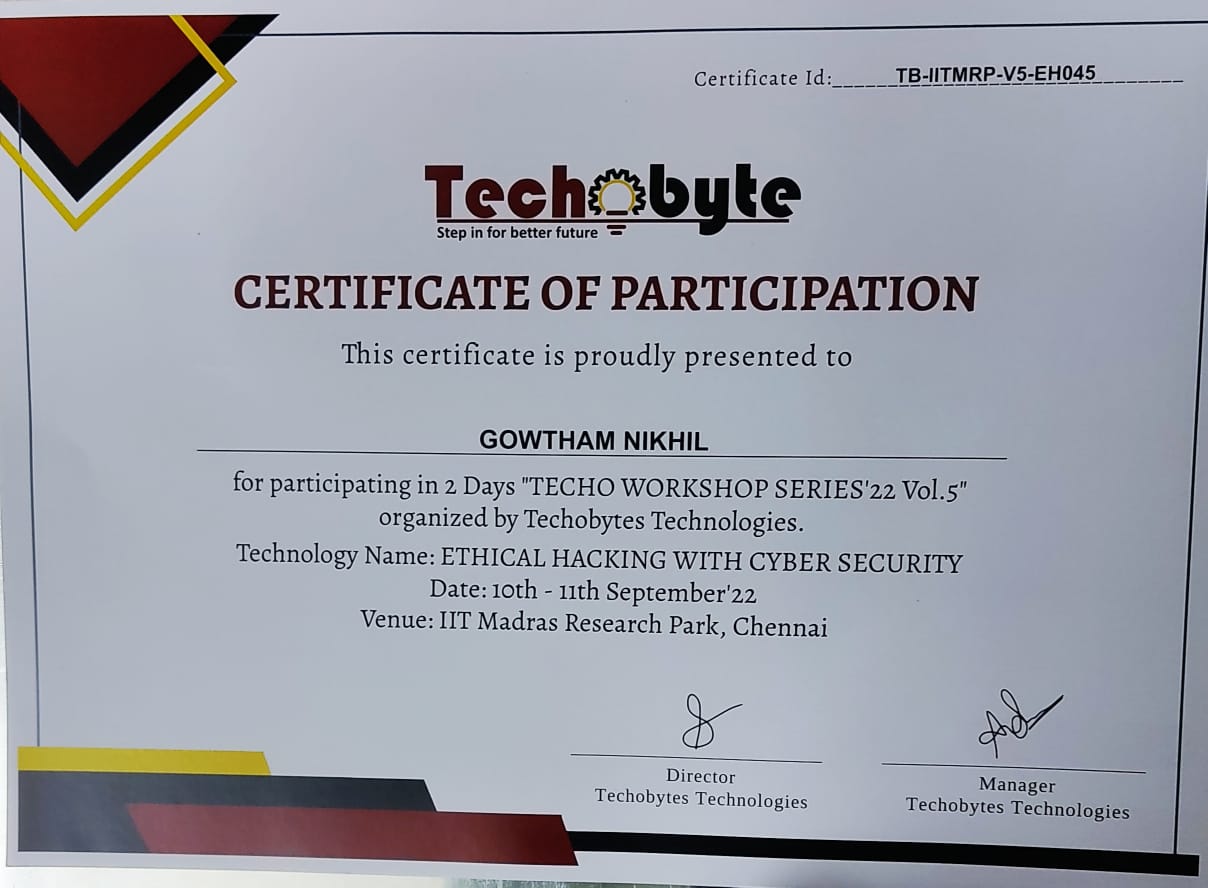 Certificate Id:____TB-IITMRP-V5-EH045____
Techobyte
Step in for better future
CERTIFICATE OF PARTICIPATION
This certificate is proudly presented to
GOWTHAM NIKHIL
for participating in 2 Days "TECHO WORKSHOP SERIES'22 Vol.5"
organized by Techobytes Technologies.
Technology Name: ETHICAL HACKING WITH CYBER SECURITY
Date: 10th - 11th September'22
Venue: IIT Madras Research Park, Chennai
Director
Techobytes Technologies
Manager
Techobytes Technologies